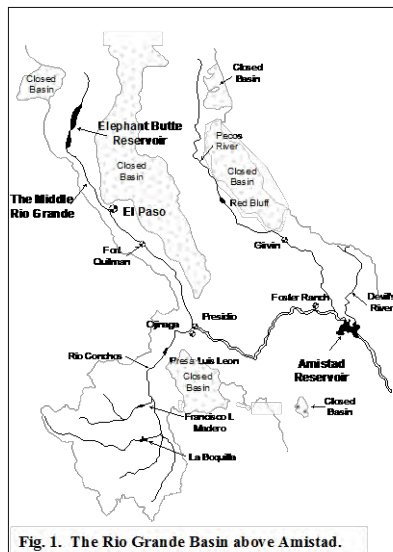 Closed
Basin
Closed
Basin
Elephant Butte
Reservoir
Pecos
River
Closed
Basin
Closed
Basin
The Middle
Rio Grande
El Paso
Red Bluff
Fort
Quitman
Girvin
Foster Ranch
Devil's
River
Ojinaga
Presidio
Rio Conchos
Presa Luis Leon
Closed
Basin
Amistad
Reservoir
Francisco I.
Madero
Closed
Basin
La Boquilla
Fig. 1. The Rio Grande Basin above Amistad.